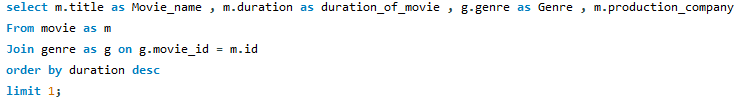 select m.title as Movie_name , m.duration as duration_of_movie , g.genre as Genre , m.production_company
From movie as m
Join genre as g on g.movie_id = m.id
order by duration desc
limit 1;